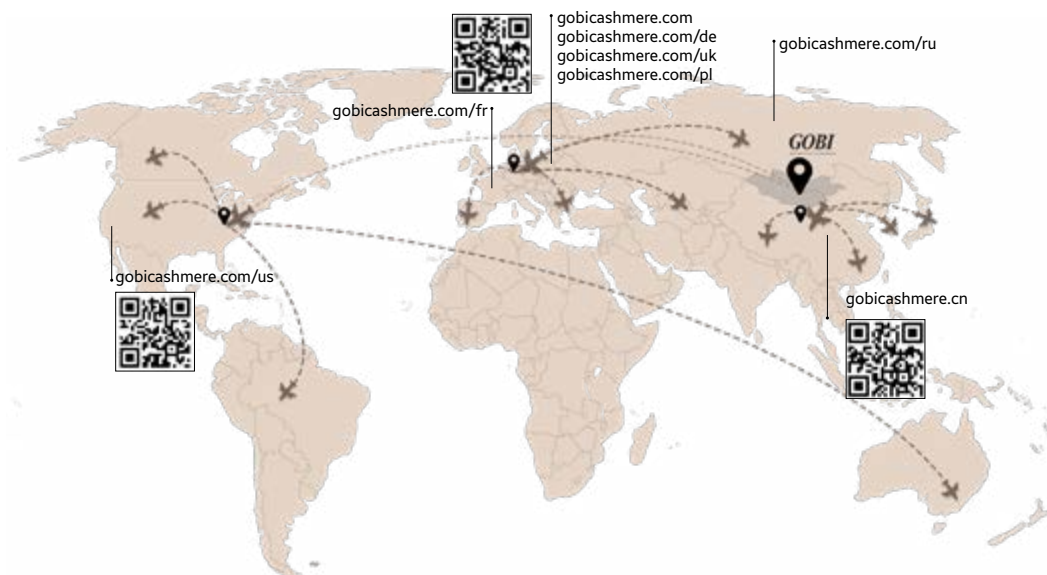 gobicashmere.com
gobicashmere.com/de
gobicashmere.com/uk
gobicashmere.com/pl
gobicashmere.com/ru
gobicashmere.com/fr
GOBI
gobicashmere.com/us
gobicashmere.cn